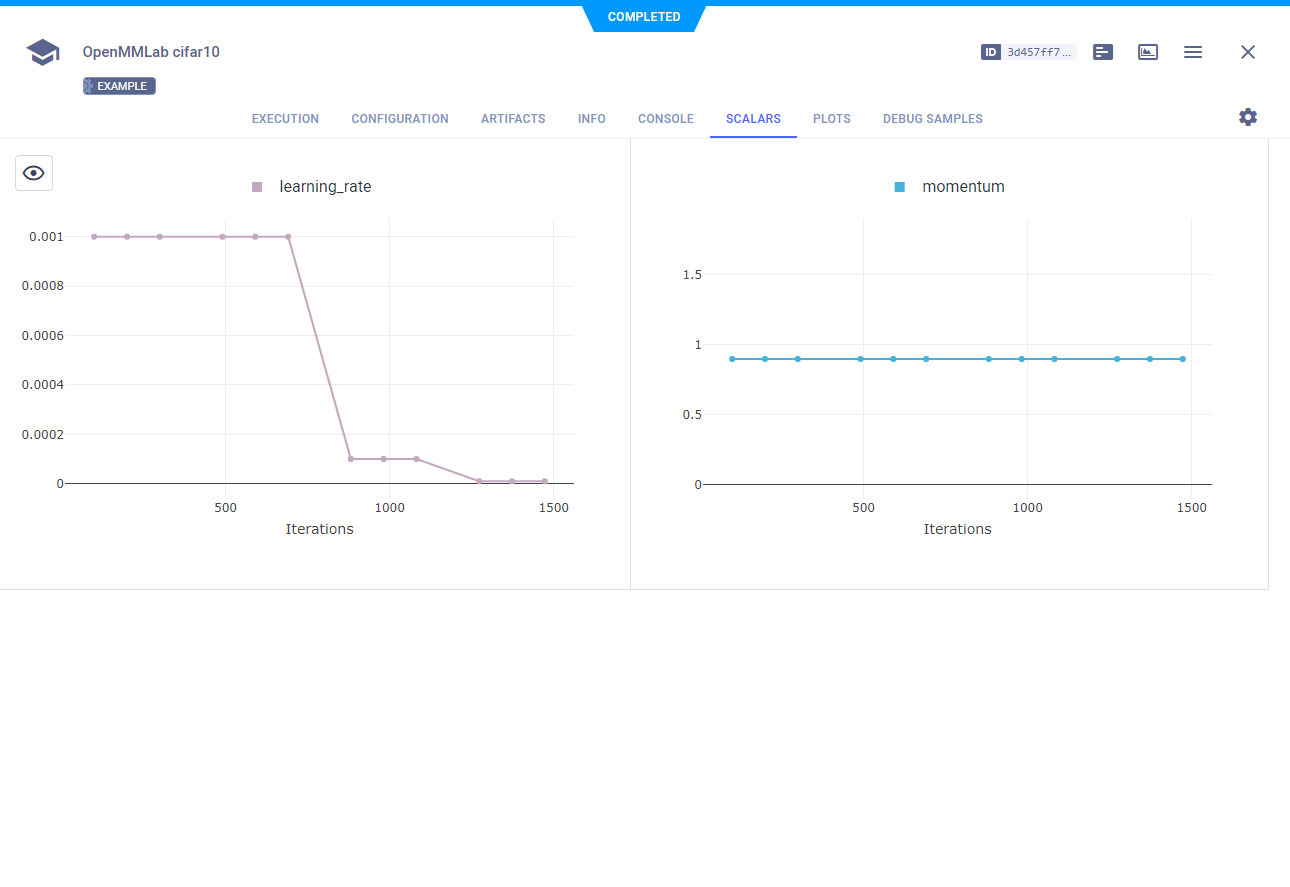 COMPLETED
OpenMMLab cifar10
ID 3d457ff7...
EXAMPLE
EXECUTION CONFIGURATION ARTIFACTS INFO CONSOLE SCALARS PLOTS DEBUG SAMPLES
learning_rate
0.001
0.0008
0.0006
0.0004
0.0002
0
500 1000 1500
Iterations
momentum
1.5
1
0.5
0
500 1000 1500
Iterations